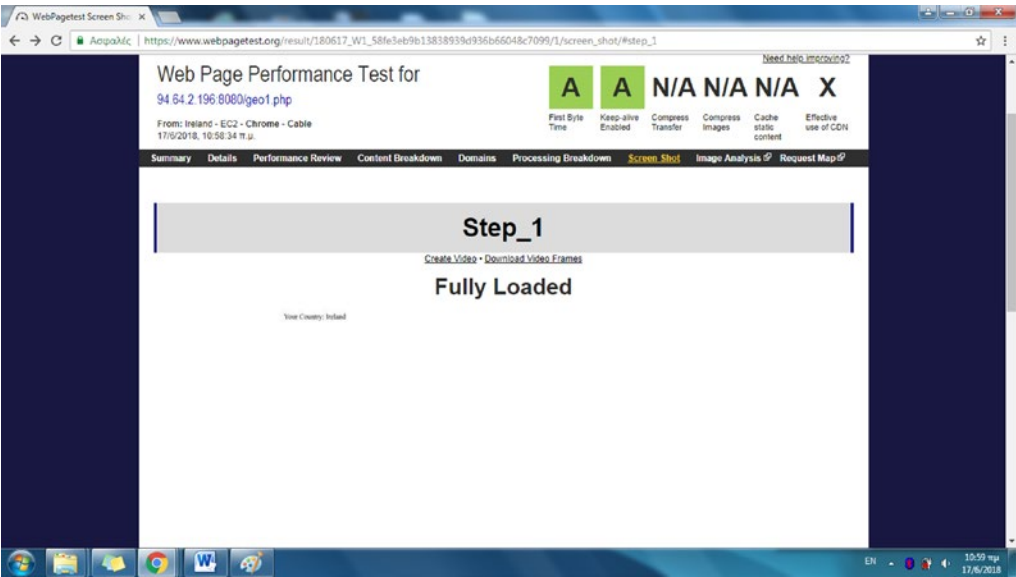 WebPagetest Screen Sho
Ασφαλές | https://www.webpagetest.org/result/180617_W1_58fe3eb9b13838939d936b66048c7099/1/screen_shot/#step_1
Need help improving?
Web Page Performance Test for
94.64.2.196:8080/geo1.php
From: Ireland - EC2 - Chrome - Cable
17/6/2018, 10:58:34 π.μ.
A A N/A N/A N/A X
First Byte Time
Keep-alive Enabled
Compress Transfer
Compress Images
Cache static content
Effective use of CDN
Summary Details Performance Review Content Breakdown Domains Processing Breakdown Screen Shot Image Analysis Request Map
Step_1
Create Video • Download Video Frames
Fully Loaded
Your Country: Ireland
EN
10:59 πμ
17/6/2018